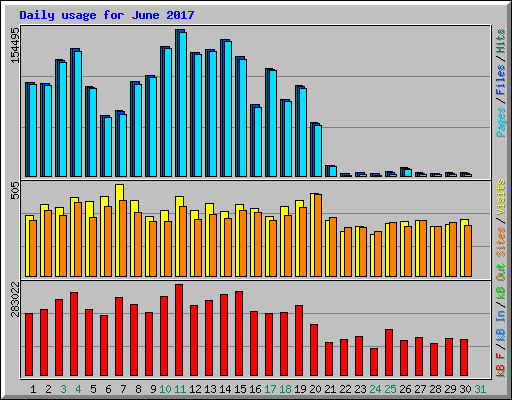 Daily usage for June 2017
154495
Pages/Files/Hits
505
Sites/Visits
283022
kB F/kB In/kB Out
1 2 3 4 5 6 7 8 9 10 11 12 13 14 15 16 17 18 19 20 21 22 23 24 25 26 27 28 29 30 31